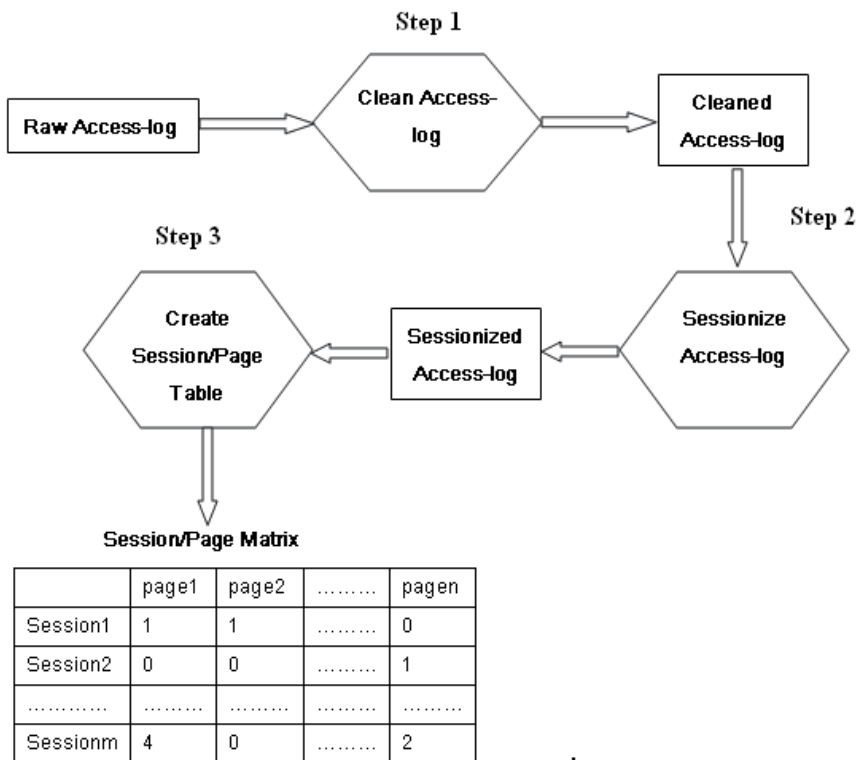 Step 1
Raw Access-log
Clean Access-
log
Cleaned
Access-log
Step 2
Sessionize
Access-log
Sessionized
Access-log
Step 3
Create
Session/Page
Table
Session/Page Matrix
page1 page2 ......... pagen
Session1 1 1 ......... 0
Session2 0 0 ......... 1
............ ......... ......... ......... .........
Sessionm 4 0 ......... 2